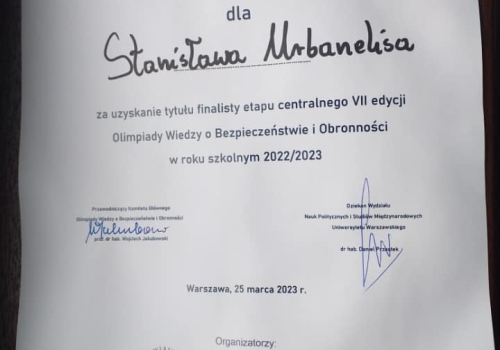 dla
Stanisława Urbanelisa
za uzyskanie tytułu finalisty etapu centralnego VII edycji
Olimpiady Wiedzy o Bezpieczeństwie i Obronności
w roku szkolnym 2022/2023
Przewodniczący Komitetu Głównego
Olimpiady Wiedzy o Bezpieczeństwie i Obronności
prof. dr hab. Wojciech Jakubowski
Dziekan Wydziału
Nauk Politycznych i Studiów Międzynarodowych
Uniwersytetu Warszawskiego
dr hab. Daniel Przastek
Warszawa, 25 marca 2023 r.
Organizatorzy: